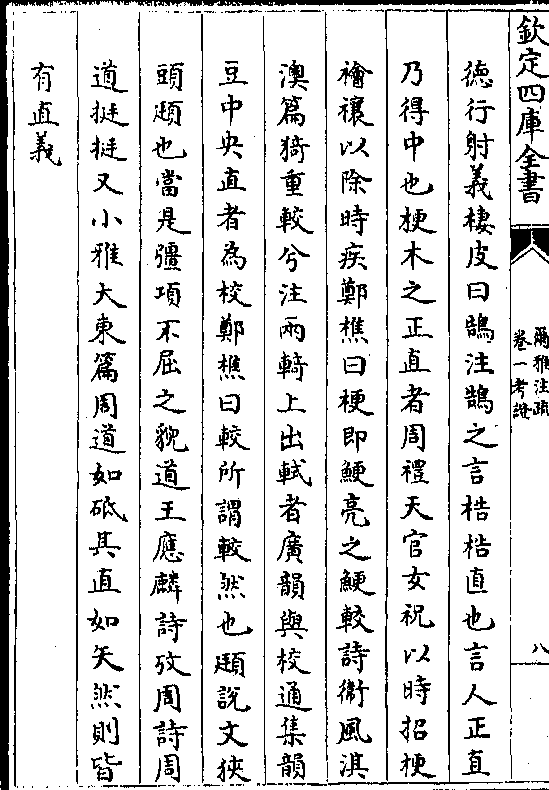 欽定四庫全書
爾雅注疏
卷一考證
八
德行射義棲皮曰鵠注鵠之言梏梏直也言人正直
乃得中也梗木之正直者周禮天官女祝以時招梗
禬禳以除時疾鄭樵曰梗即鯁亮之鯁較詩衛風淇
澳篇猗重較兮注兩輢上出軾者廣韻與校通集韻
豆中央直者為校鄭樵曰較所謂較然也頲說文狹
頭頲也當是彊項不屈之貌道王應麟詩攷周詩周
道挺挺又小雅大東篇周道如砥其直如矢然則皆
有直義